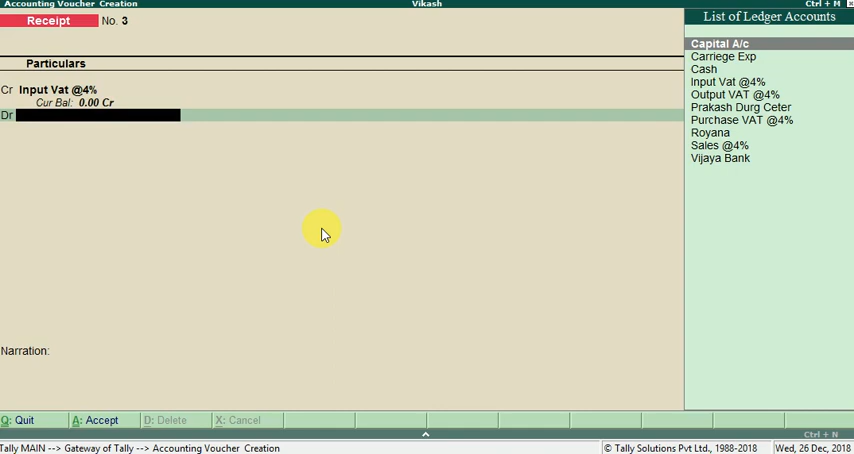 Accounting Voucher Creation Vikash Ctrl + M x
Receipt No. 3
List of Ledger Accounts
Particulars
Cr Input Vat @4%
Cur Bal: 0.00 Cr
Dr
Capital A/c
Carriege Exp
Cash
Input Vat @4%
Output VAT @4%
Prakash Durg Ceter
Purchase VAT @4%
Royana
Sales @4%
Vijaya Bank
Narration:
Q: Quit A: Accept D: Delete X: Cancel
Ctrl + N
Tally MAIN --> Gateway of Tally --> Accounting Voucher Creation © Tally Solutions Pvt Ltd., 1988-2018 Wed, 26 Dec, 2018